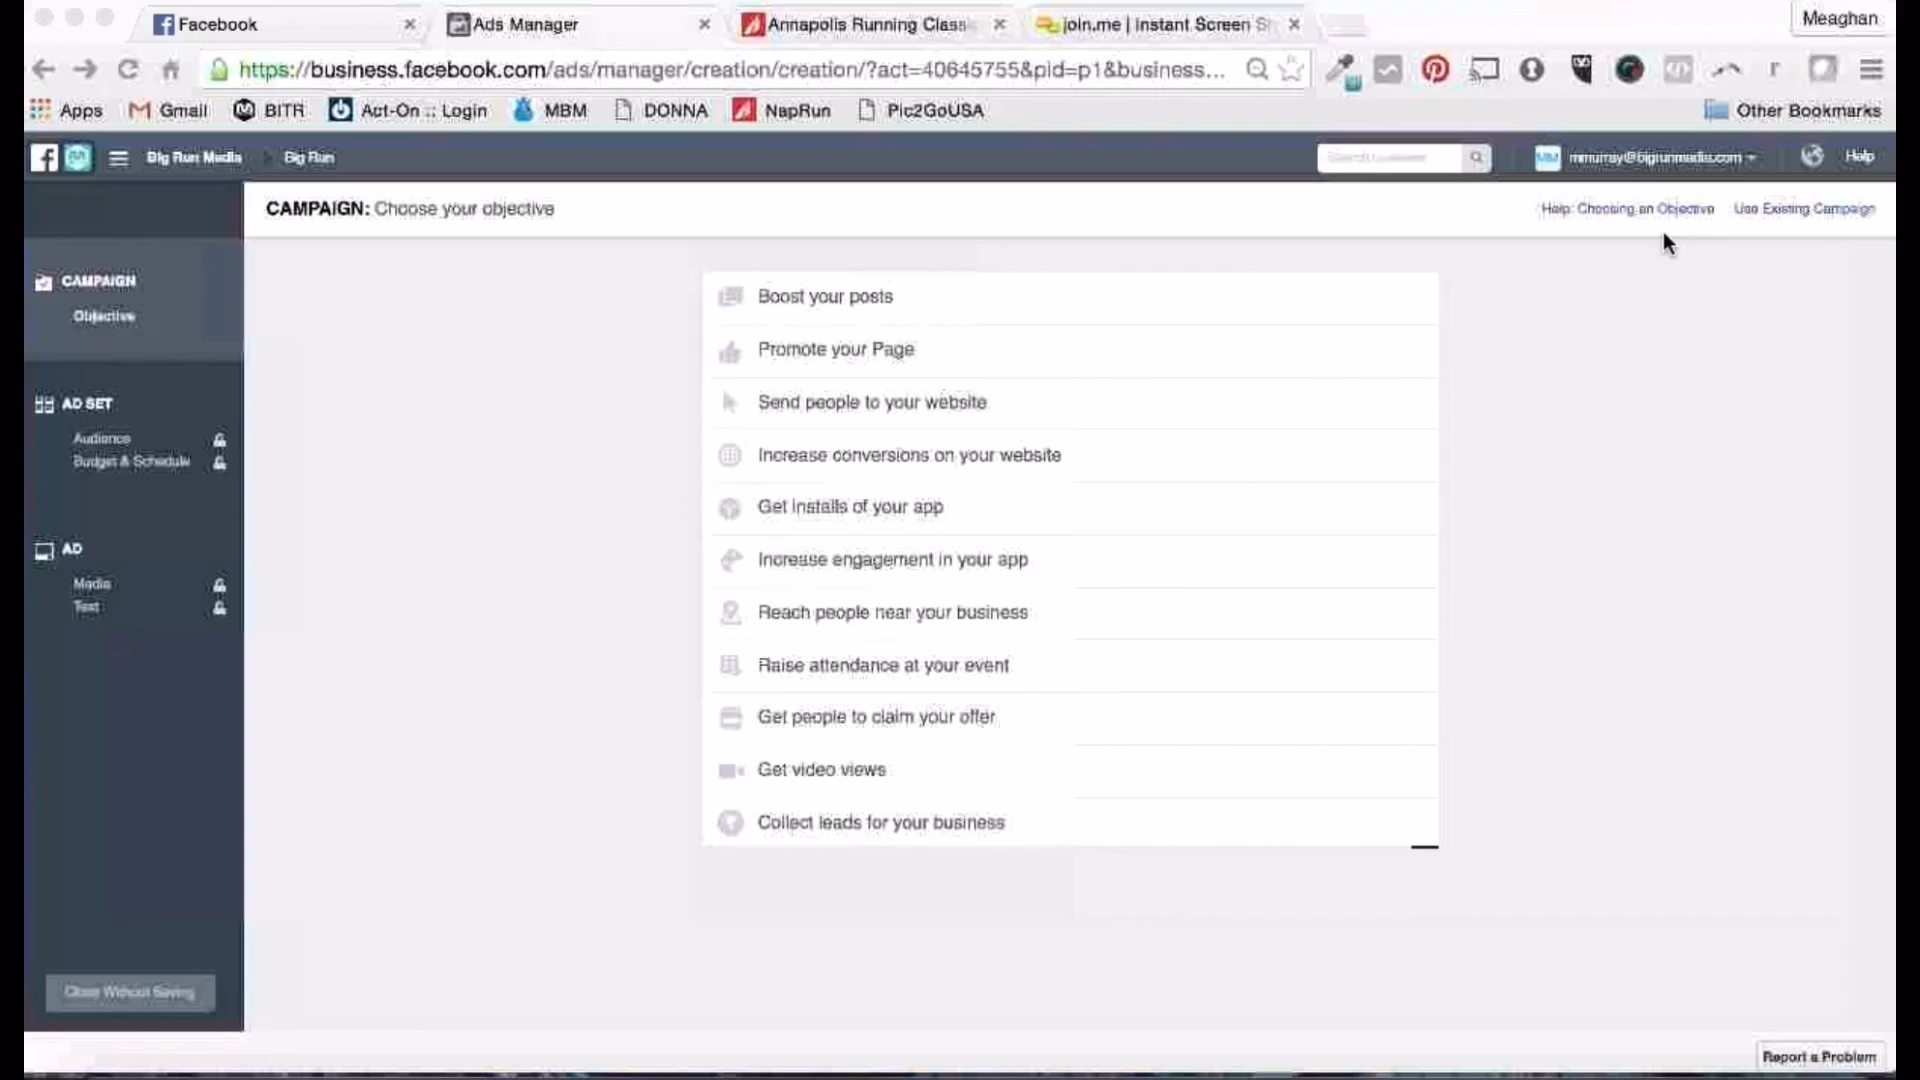 Facebook
Ads Manager
Annapolis Running Class
join.me | Instant Screen Sh
Meaghan
https://business.facebook.com/ads/manager/creation/creation/?act=40645755&pid=p1&business...
Apps
Gmail
BITR
Act-On :: Login
MBM
DONNA
NapRun
Pic2GoUSA
Other Bookmarks
Big Run Media
Big Run
mmurray@bigrunmedia.com
Help
CAMPAIGN: Choose your objective
Help: Choosing an Objective
Use Existing Campaign
CAMPAIGN
Objective
AD SET
Audience
Budget & Schedule
AD
Media
Text
Boost your posts
Promote your Page
Send people to your website
Increase conversions on your website
Get installs of your app
Increase engagement in your app
Reach people near your business
Raise attendance at your event
Get people to claim your offer
Get video views
Collect leads for your business
Close Without Saving
Report a Problem